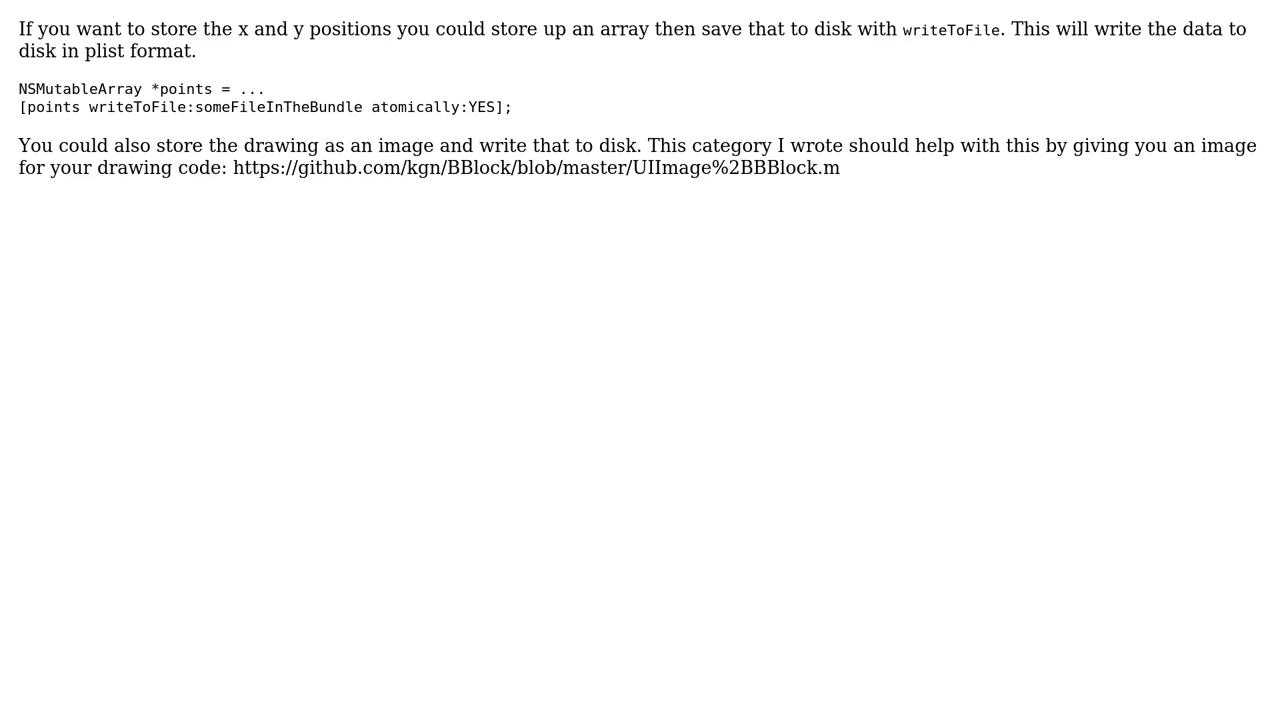 If you want to store the x and y positions you could store up an array then save that to disk with writeToFile. This will write the data to
disk in plist format.
NSMutableArray *points = ...
[points writeToFile:someFileInTheBundle atomically:YES];
You could also store the drawing as an image and write that to disk. This category I wrote should help with this by giving you an image
for your drawing code: https://github.com/kgn/BBlock/blob/master/UIImage%2BBBlock.m